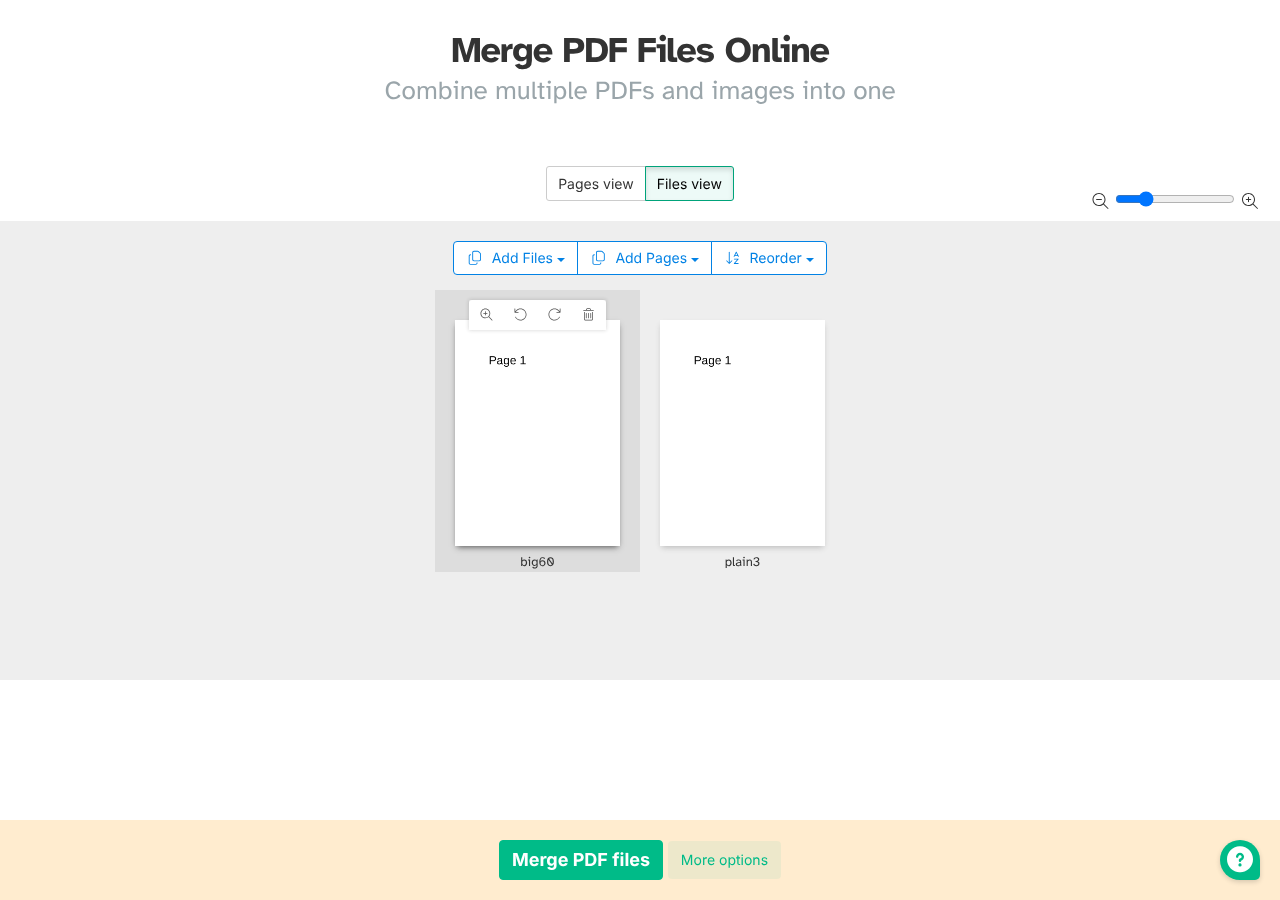 Merge PDF Files Online
Combine multiple PDFs and images into one
Pages view Files view
Add Files Add Pages Reorder
Page 1 Page 1
big60 plain3
Merge PDF files More options